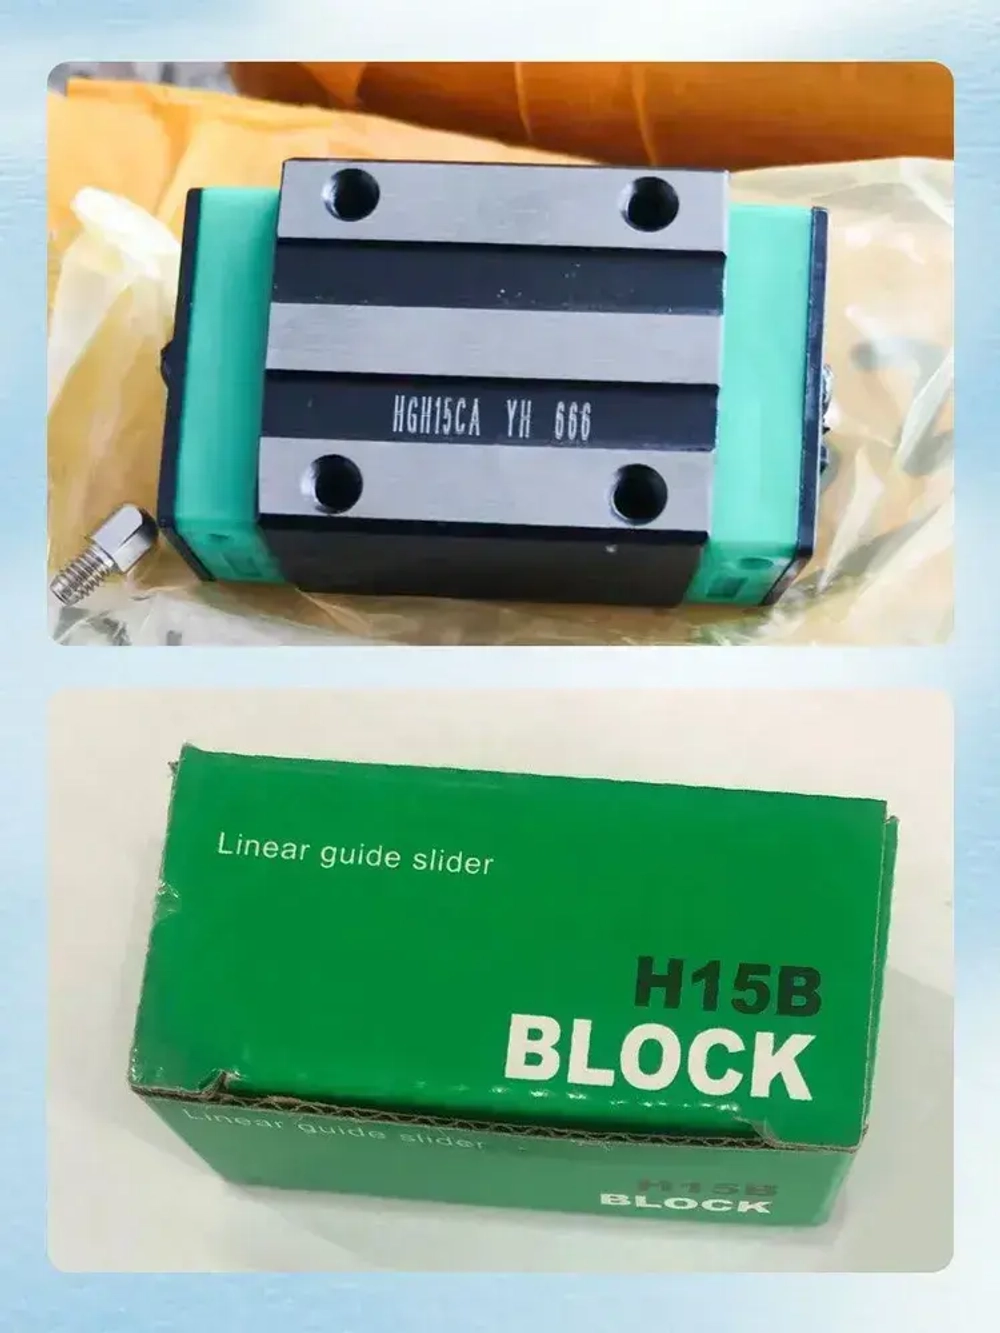 HGH15CA YH 666
Linear guide slider
H15B
BLOCK
Linear guide slider
H15B
BLOCK